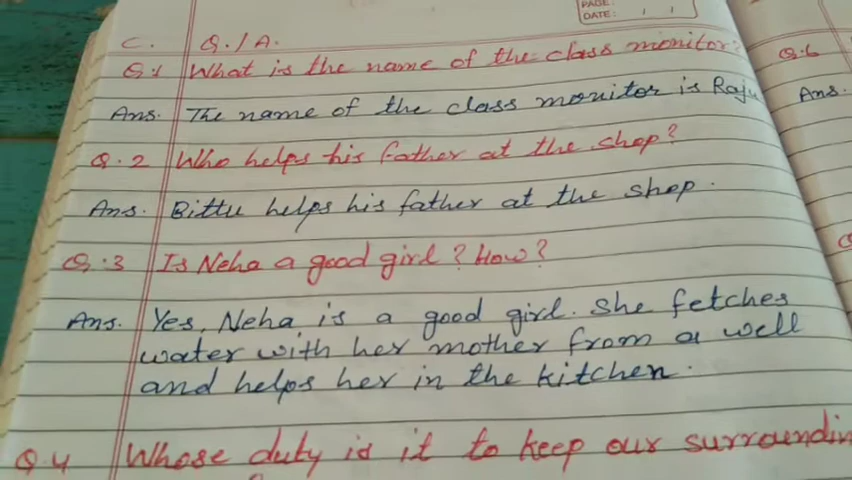 PAGE:
DATE: / /
C. Q./A.
Q.1 What is the name of the class monitor?
Ans. The name of the class monitor is Raju
Q.2 Who helps his father at the shop?
Ans. Bittu helps his father at the shop.
Q.3 Is Neha a good girl? How?
Ans. Yes, Neha is a good girl. She fetches
water with her mother from a well
and helps her in the kitchen.
Q.4 Whose duty is it to keep our surroundin
Q.6
Ans.